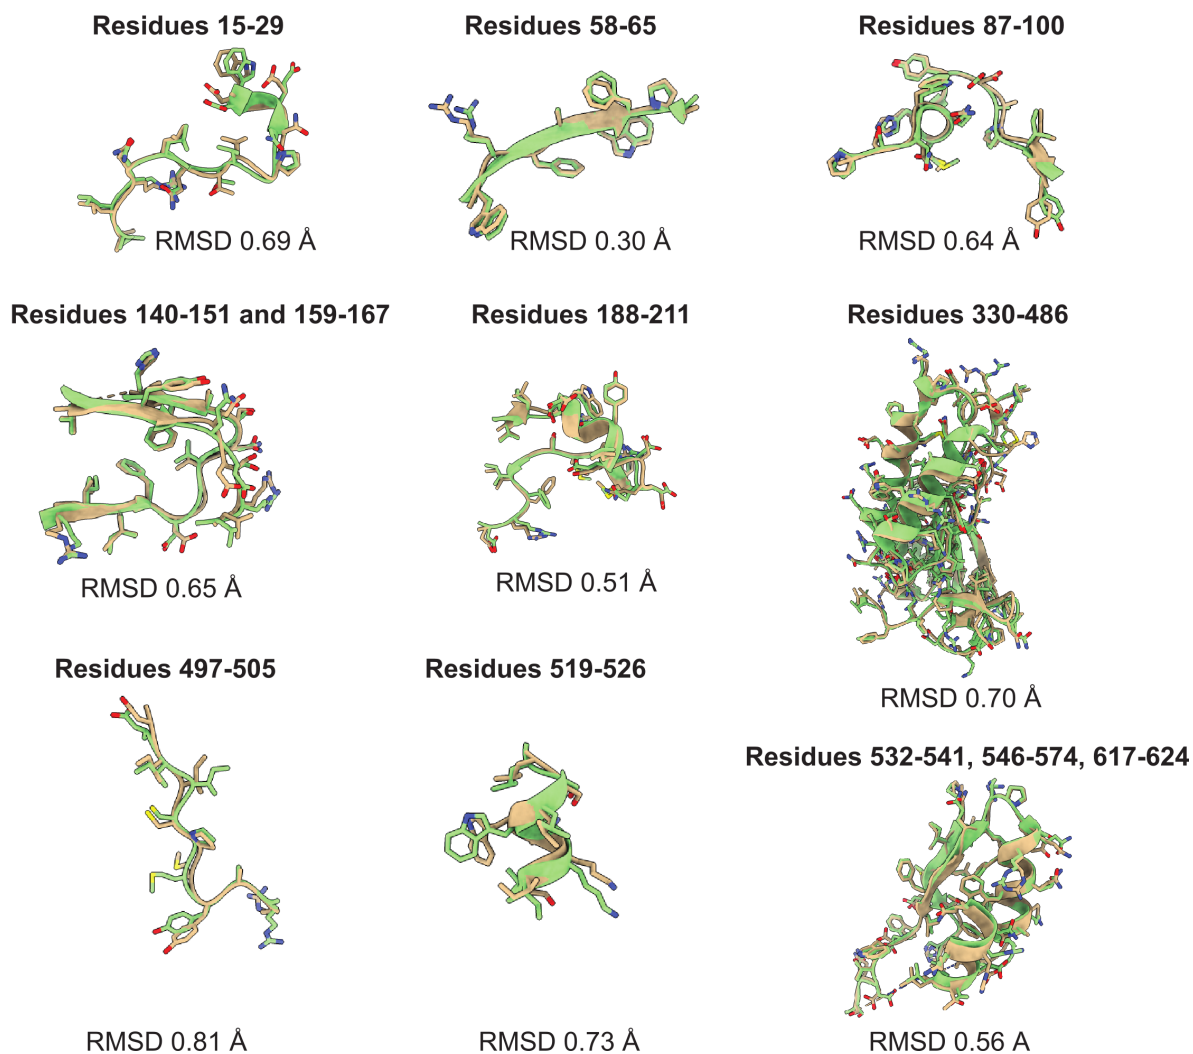 Residues 15-29
RMSD 0.69 Å
Residues 58-65
RMSD 0.30 Å
Residues 87-100
RMSD 0.64 Å
Residues 140-151 and 159-167
RMSD 0.65 Å
Residues 188-211
RMSD 0.51 Å
Residues 330-486
RMSD 0.70 Å
Residues 497-505
RMSD 0.81 Å
Residues 519-526
RMSD 0.73 Å
Residues 532-541, 546-574, 617-624
RMSD 0.56 A